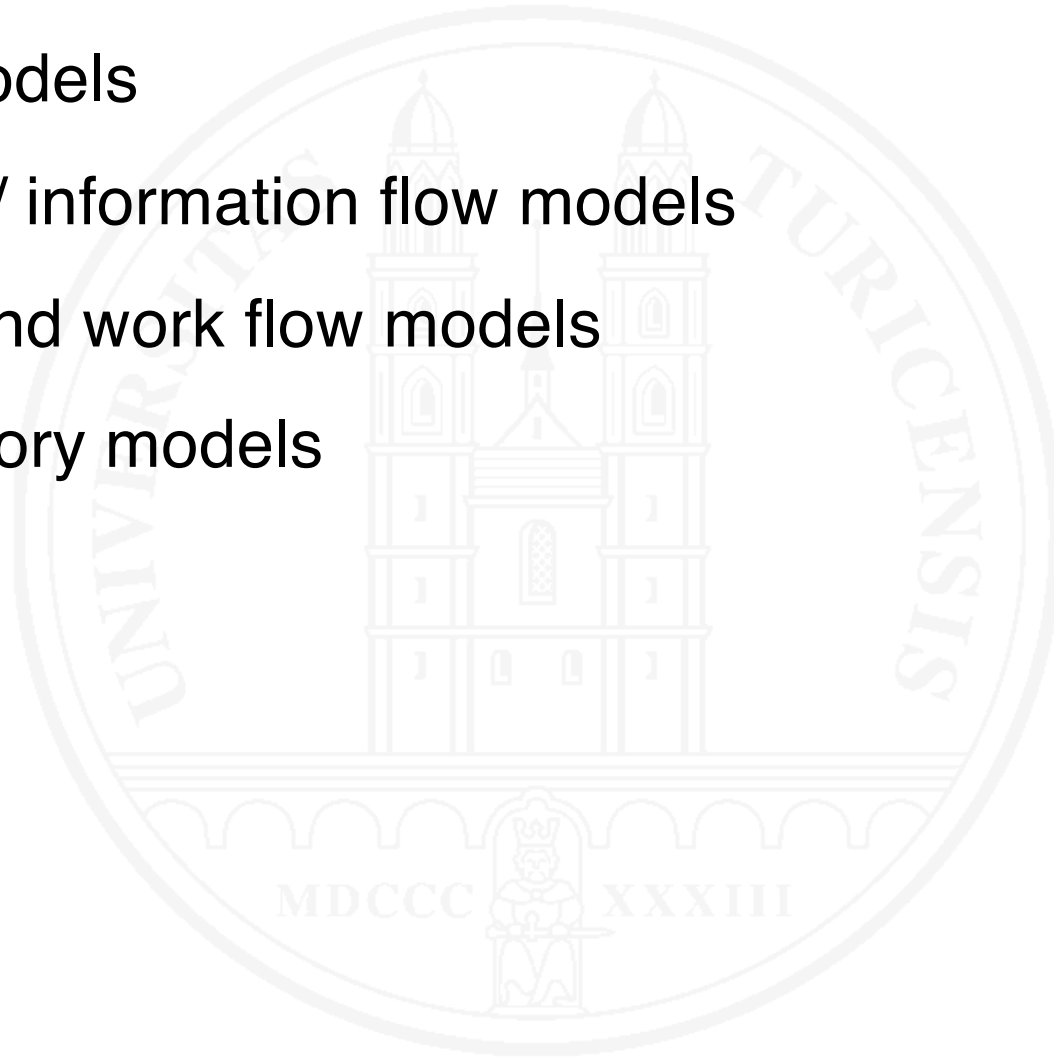 odels
/ information flow models
nd work flow models
ory models
UNIVERSITAS TURICENSIS
MDCCC XXXIII